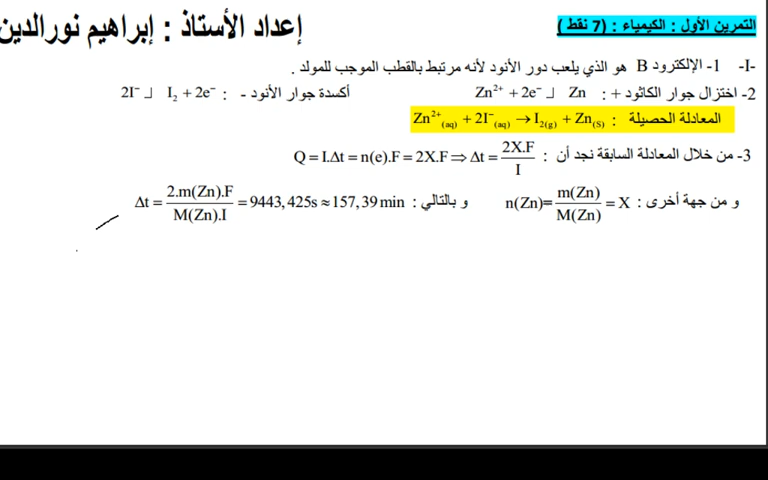 إعداد الأستاذ : إبراهيم نورالدين
التمرين الأول : الكيمياء : (7 نقط )
-I- 1- الإلكترود B هو الذي يلعب دور الأنود لأنه مرتبط بالقطب الموجب للمولد .
2- اختزال جوار الكاثود + : Zn²⁺ + 2e⁻ ⇌ Zn أكسدة جوار الأنود - : 2I⁻ ⇌ I₂ + 2e⁻
المعادلة الحصيلة : Zn²⁺(aq) + 2I⁻(aq) → I₂(g) + Zn(S)
3- من خلال المعادلة السابقة نجد أن : Q = I.Δt = n(e).F = 2X.F ⇒ Δt = 2X.F / I
و من جهة أخرى : n(Zn)= m(Zn) / M(Zn) = X و بالتالي : Δt = 2.m(Zn).F / M(Zn).I = 9443,425s ≈ 157,39 min